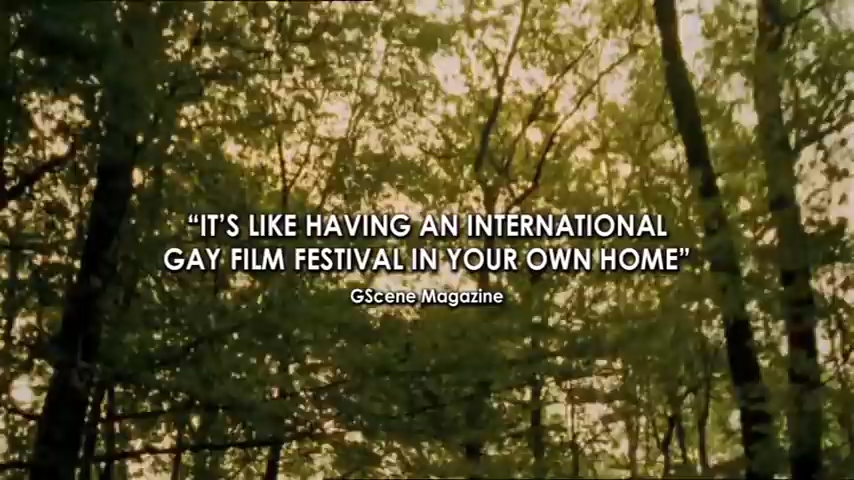 “IT’S LIKE HAVING AN INTERNATIONAL
GAY FILM FESTIVAL IN YOUR OWN HOME”
GScene Magazine